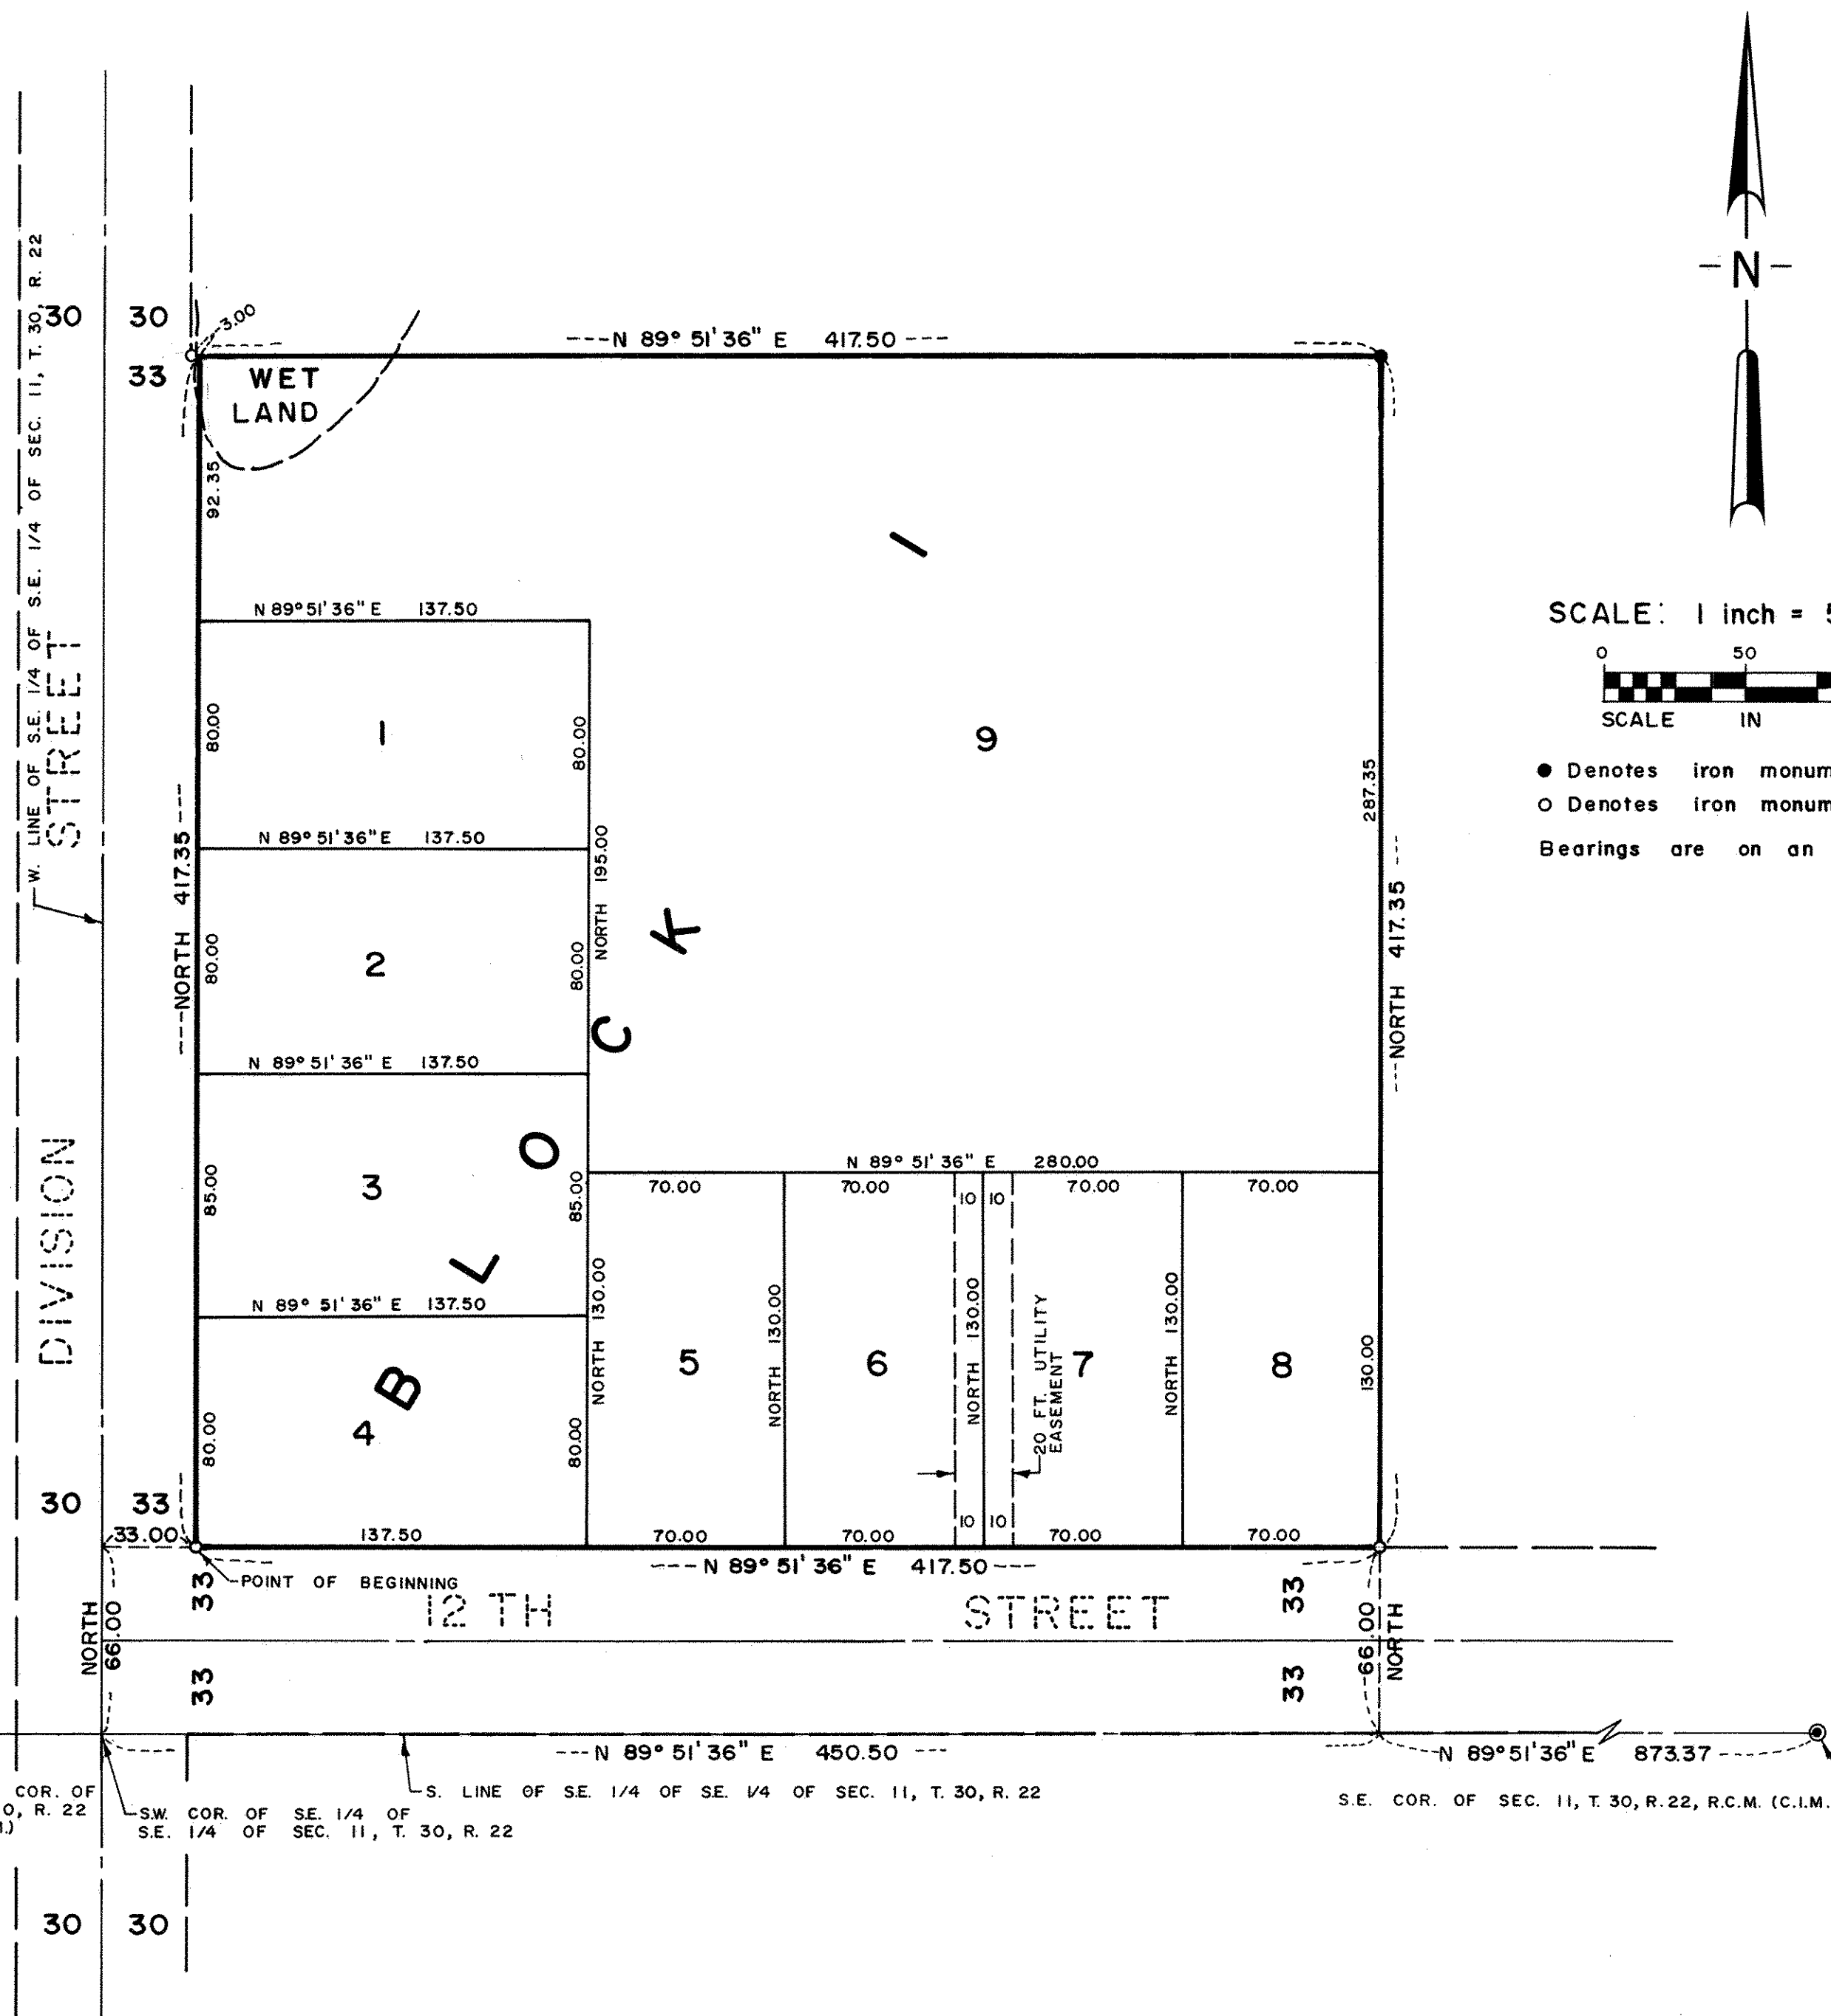 N
SCALE: 1 inch =
0 50
SCALE IN
● Denotes iron
○ Denotes iron
Bearings are on an
30 30
33
3.00
N 89° 51' 36" E 417.50
WET
LAND
92.35
W. LINE OF S.E. 1/4 OF S.E. 1/4 OF SEC. 11, T. 30, R. 22
DIVISION STREET
NORTH 417.35
N 89° 51' 36" E 137.50
80.00
1
80.00
N 89° 51' 36" E 137.50
80.00
2
80.00
NORTH 195.00
N 89° 51' 36" E 137.50
85.00
3
85.00
N 89° 51' 36" E 137.50
80.00
4
80.00
137.50
BLOCK 1
9
287.35
NORTH 417.35
N 89° 51' 36" E 280.00
70.00 70.00 70.00 70.00
10 10
NORTH 130.00
5
NORTH 130.00
6
NORTH 130.00
20 FT. UTILITY
EASEMENT
7
NORTH 130.00
8
130.00
10 10
70.00 70.00 70.00 70.00
N 89° 51' 36" E 417.50
30 33
33.00
POINT OF BEGINNING
12 TH STREET
NORTH
66.00
33
33
33
33
66.00
NORTH
N 89° 51' 36" E 450.50
N 89° 51' 36" E 873.37
S. LINE OF S.E. 1/4 OF S.E. 1/4 OF SEC. 11, T. 30, R. 22
COR. OF
R. 22
S.W. COR. OF S.E. 1/4 OF
S.E. 1/4 OF SEC. 11, T. 30, R. 22
S.E. COR. OF SEC. 11, T. 30, R. 22, R.C.M. (C.I.M.
30 30